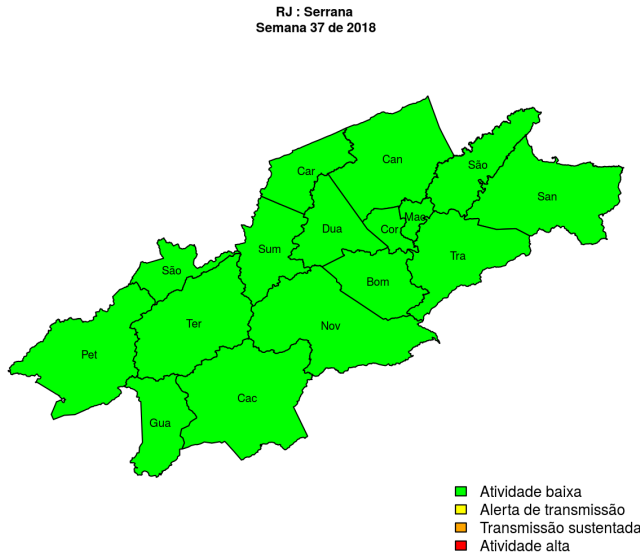 RJ : Serrana
Semana 37 de 2018
Can
São
Car
San
Mac
Dua
Cor
Sum
Tra
São
Bom
Ter
Nov
Pet
Cac
Gua
Atividade baixa
Alerta de transmissão
Transmissão sustentada
Atividade alta